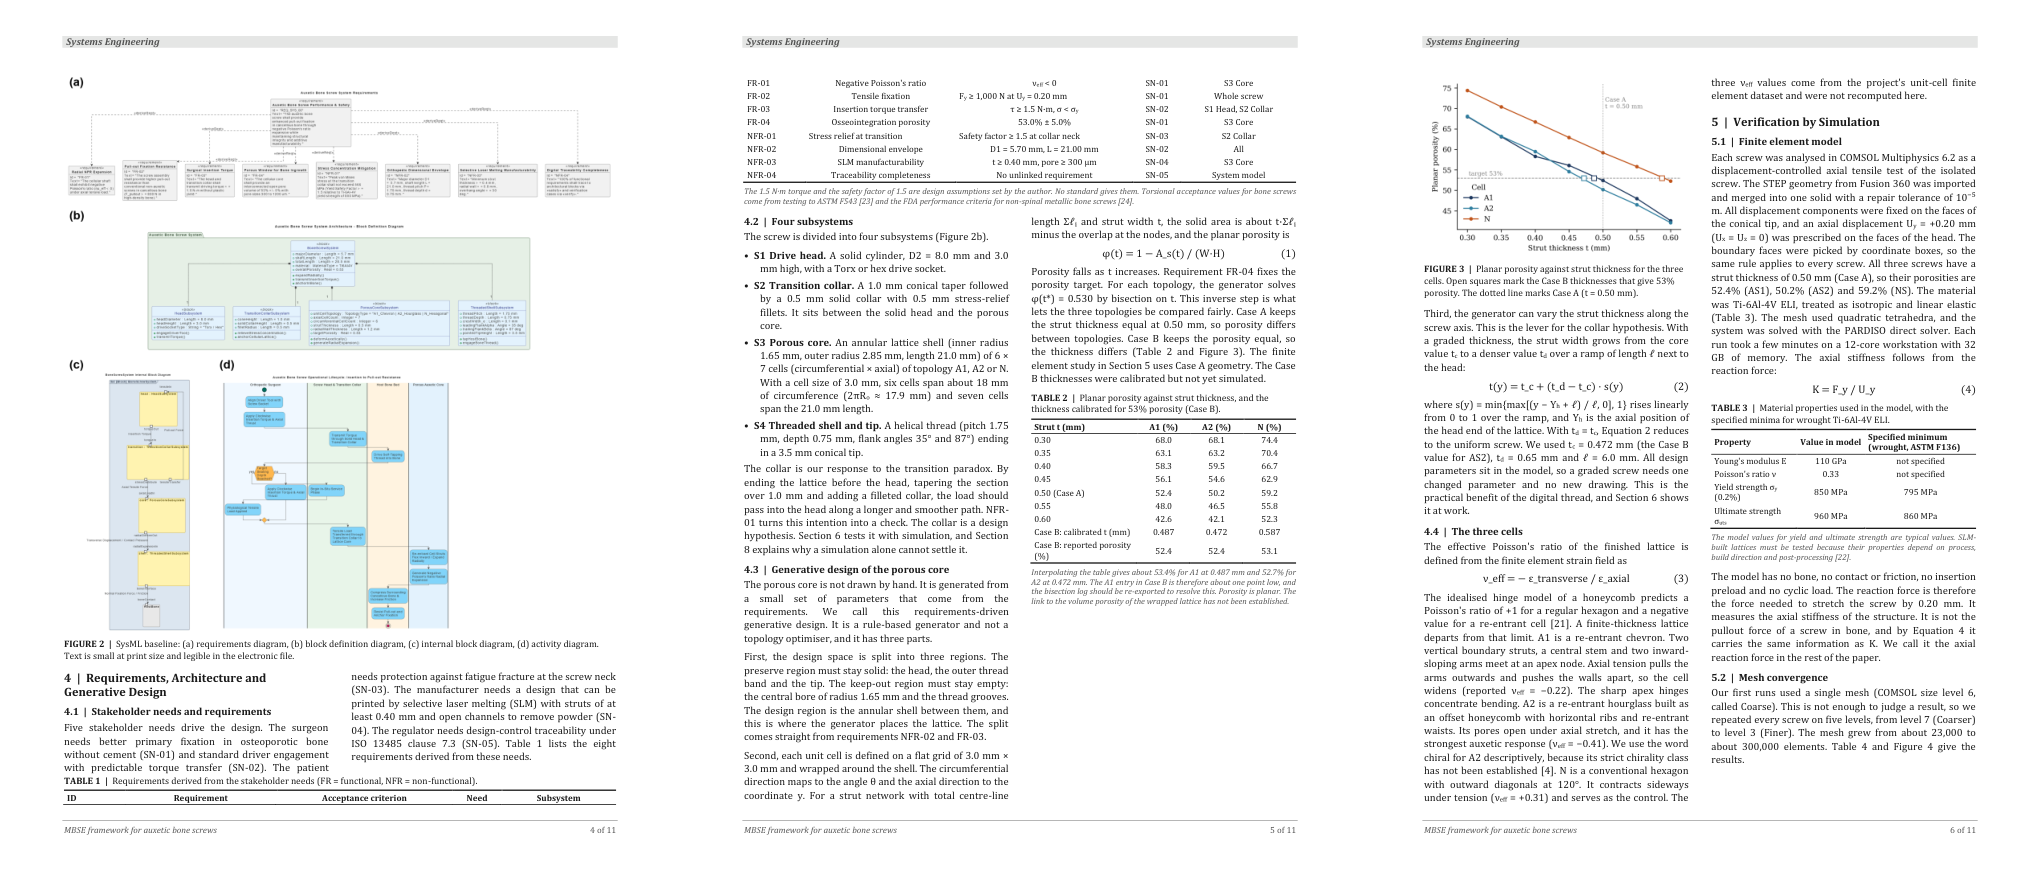 Systems Engineering
(a)
Auxetic Bone Screw System Requirements
(b)
Auxetic Bone Screw System Architecture - Block Definition Diagram
(c)
(d)
FIGURE 2 | SysML baseline: (a) requirements diagram, (b) block definition diagram, (c) internal block diagram, (d) activity diagram.
Text is small at print size and legible in the electronic file.
4 | Requirements, Architecture and
Generative Design
4.1 | Stakeholder needs and requirements
Five stakeholder needs drive the design. The surgeon
needs better primary fixation in osteoporotic bone
without cement (SN-01) and standard driver engagement
with predictable torque transfer (SN-02). The patient
needs protection against fatigue fracture at the screw neck
(SN-03). The manufacturer needs a design that can be
printed by selective laser melting (SLM) with struts of at
least 0.40 mm and open channels to remove powder (SN-
04). The regulator needs design-control traceability under
ISO 13485 clause 7.3 (SN-05). Table 1 lists the eight
requirements derived from these needs.
TABLE 1 | Requirements derived from the stakeholder needs (FR = functional, NFR = non-functional).
ID Requirement Acceptance criterion Need Subsystem
MBSE framework for auxetic bone screws 4 of 11
Systems Engineering
FR-01 Negative Poisson's ratio νeff < 0 SN-01 S3 Core
FR-02 Tensile fixation Fᵧ ≥ 1,000 N at Uᵧ = 0.20 mm SN-01 Whole screw
FR-03 Insertion torque transfer τ ≥ 1.5 N·m, σ < σᵧ SN-02 S1 Head, S2 Collar
FR-04 Osseointegration porosity 53.0% ± 5.0% SN-01 S3 Core
NFR-01 Stress relief at transition Safety factor ≥ 1.5 at collar neck SN-03 S2 Collar
NFR-02 Dimensional envelope D1 = 5.70 mm, L = 21.00 mm SN-02 All
NFR-03 SLM manufacturability t ≥ 0.40 mm, pore ≥ 300 µm SN-04 S3 Core
NFR-04 Traceability completeness No unlinked requirement SN-05 System model
The 1.5 N·m torque and the safety factor of 1.5 are design assumptions set by the author. No standard gives them. Torsional acceptance values for bone screws
come from testing to ASTM F543 [23] and the FDA performance criteria for non-spinal metallic bone screws [24].
4.2 | Four subsystems
The screw is divided into four subsystems (Figure 2b).
• S1 Drive head. A solid cylinder, D2 = 8.0 mm and 3.0
mm high, with a Torx or hex drive socket.
• S2 Transition collar. A 1.0 mm conical taper followed
by a 0.5 mm solid collar with 0.5 mm stress-relief
fillets. It sits between the solid head and the porous
core.
• S3 Porous core. An annular lattice shell (inner radius
1.65 mm, outer radius 2.85 mm, length 21.0 mm) of 6 ×
7 cells (circumferential × axial) of topology A1, A2 or N.
With a cell size of 3.0 mm, six cells span about 18 mm
of circumference (2πRₒ ≈ 17.9 mm) and seven cells
span the 21.0 mm length.
• S4 Threaded shell and tip. A helical thread (pitch 1.75
mm, depth 0.75 mm, flank angles 35° and 87°) ending
in a 3.5 mm conical tip.
The collar is our response to the transition paradox. By
ending the lattice before the head, tapering the section
over 1.0 mm and adding a filleted collar, the load should
pass into the head along a longer and smoother path. NFR-
01 turns this intention into a check. The collar is a design
hypothesis. Section 6 tests it with simulation, and Section
8 explains why a simulation alone cannot settle it.
4.3 | Generative design of the porous core
The porous core is not drawn by hand. It is generated from
a small set of parameters that come from the
requirements. We call this requirements-driven
generative design. It is a rule-based generator and not a
topology optimiser, and it has three parts.
First, the design space is split into three regions. The
preserve region must stay solid: the head, the outer thread
band and the tip. The keep-out region must stay empty:
the central bore of radius 1.65 mm and the thread grooves.
The design region is the annular shell between them, and
this is where the generator places the lattice. The split
comes straight from requirements NFR-02 and FR-03.
Second, each unit cell is defined on a flat grid of 3.0 mm ×
3.0 mm and wrapped around the shell. The circumferential
direction maps to the angle θ and the axial direction to the
coordinate y. For a strut network with total centre-line
length Σℓᵢ and strut width t, the solid area is about t·Σℓᵢ
minus the overlap at the nodes, and the planar porosity is
φ(t) = 1 − A_s(t) / (W·H) (1)
Porosity falls as t increases. Requirement FR-04 fixes the
porosity target. For each topology, the generator solves
φ(t*) = 0.530 by bisection on t. This inverse step is what
lets the three topologies be compared fairly. Case A keeps
the strut thickness equal at 0.50 mm, so porosity differs
between topologies. Case B keeps the porosity equal, so
the thickness differs (Table 2 and Figure 3). The finite
element study in Section 5 uses Case A geometry. The Case
B thicknesses were calibrated but not yet simulated.
TABLE 2 | Planar porosity against strut thickness, and the
thickness calibrated for 53% porosity (Case B).
Strut t (mm) A1 (%) A2 (%) N (%)
0.30 68.0 68.1 74.4
0.35 63.1 63.2 70.4
0.40 58.3 59.5 66.7
0.45 56.1 54.6 62.9
0.50 (Case A) 52.4 50.2 59.2
0.55 48.0 46.5 55.8
0.60 42.6 42.1 52.3
Case B: calibrated t (mm) 0.487 0.472 0.587
Case B: reported porosity
(%) 52.4 52.4 53.1
Interpolating the table gives about 53.4% for A1 at 0.487 mm and 52.7% for
A2 at 0.472 mm. The A1 entry in Case B is therefore about one point low, and
the bisection log should be re-exported to resolve this. Porosity is planar. The
link to the volume porosity of the wrapped lattice has not been established.
MBSE framework for auxetic bone screws 5 of 11
Systems Engineering
Planar porosity (%)
75
70
65
60
55
50
45
Case A
t = 0.50 mm
target 53%
Cell
A1
A2
N
0.30 0.35 0.40 0.45 0.50 0.55 0.60
Strut thickness t (mm)
FIGURE 3 | Planar porosity against strut thickness for the three
cells. Open squares mark the Case B thicknesses that give 53%
porosity. The dotted line marks Case A (t = 0.50 mm).
Third, the generator can vary the strut thickness along the
screw axis. This is the lever for the collar hypothesis. With
a graded thickness, the strut width grows from the core
value t꜀ to a denser value t_d over a ramp of length ℓ next to
the head:
t(y) = t_c + (t_d − t_c) · s(y) (2)
where s(y) = min{max[(y − Yₕ + ℓ) / ℓ, 0], 1} rises linearly
from 0 to 1 over the ramp, and Yₕ is the axial position of
the head end of the lattice. With t_d = t꜀, Equation 2 reduces
to the uniform screw. We used t꜀ = 0.472 mm (the Case B
value for AS2), t_d = 0.65 mm and ℓ = 6.0 mm. All design
parameters sit in the model, so a graded screw needs one
changed parameter and no new drawing. This is the
practical benefit of the digital thread, and Section 6 shows
it at work.
4.4 | The three cells
The effective Poisson's ratio of the finished lattice is
defined from the finite element strain field as
ν_eff = − ε_transverse / ε_axial (3)
The idealised hinge model of a honeycomb predicts a
Poisson's ratio of +1 for a regular hexagon and a negative
value for a re-entrant cell [21]. A finite-thickness lattice
departs from that limit. A1 is a re-entrant chevron. Two
vertical boundary struts, a central stem and two inward-
sloping arms meet at an apex node. Axial tension pulls the
arms outwards and pushes the walls apart, so the cell
widens (reported νeff = −0.22). The sharp apex hinges
concentrate bending. A2 is a re-entrant hourglass built as
an offset honeycomb with horizontal ribs and re-entrant
waists. Its pores open under axial stretch, and it has the
strongest auxetic response (νeff = −0.41). We use the word
chiral for A2 descriptively, because its strict chirality class
has not been established [4]. N is a conventional hexagon
with outward diagonals at 120°. It contracts sideways
under tension (νeff = +0.31) and serves as the control. The
three νeff values come from the project's unit-cell finite
element dataset and were not recomputed here.
5 | Verification by Simulation
5.1 | Finite element model
Each screw was analysed in COMSOL Multiphysics 6.2 as a
displacement-controlled axial tensile test of the isolated
screw. The STEP geometry from Fusion 360 was imported
and merged into one solid with a repair tolerance of 10⁻⁵
m. All displacement components were fixed on the faces of
the conical tip, and an axial displacement Uᵧ = +0.20 mm
(Uₓ = U𝓏 = 0) was prescribed on the faces of the head. The
boundary faces were picked by coordinate boxes, so the
same rule applies to every screw. All three screws have a
strut thickness of 0.50 mm (Case A), so their porosities are
52.4% (AS1), 50.2% (AS2) and 59.2% (NS). The material
was Ti-6Al-4V ELI, treated as isotropic and linear elastic
(Table 3). The mesh used quadratic tetrahedra, and the
system was solved with the PARDISO direct solver. Each
run took a few minutes on a 12-core workstation with 32
GB of memory. The axial stiffness follows from the
reaction force:
K = F_y / U_y (4)
TABLE 3 | Material properties used in the model, with the
specified minima for wrought Ti-6Al-4V ELI.
Property Value in model Specified minimum
(wrought, ASTM F136)
Young's modulus E 110 GPa not specified
Poisson's ratio ν 0.33 not specified
Yield strength σᵧ
(0.2%) 850 MPa 795 MPa
Ultimate strength
σᵤₜₛ 960 MPa 860 MPa
The model values for yield and ultimate strength are typical values. SLM-
built lattices must be tested because their properties depend on process,
build direction and post-processing [22].
The model has no bone, no contact or friction, no insertion
preload and no cyclic load. The reaction force is therefore
the force needed to stretch the screw by 0.20 mm. It
measures the axial stiffness of the structure. It is not the
pullout force of a screw in bone, and by Equation 4 it
carries the same information as K. We call it the axial
reaction force in the rest of the paper.
5.2 | Mesh convergence
Our first runs used a single mesh (COMSOL size level 6,
called Coarse). This is not enough to judge a result, so we
repeated every screw on five levels, from level 7 (Coarser)
to level 3 (Finer). The mesh grew from about 23,000 to
about 300,000 elements. Table 4 and Figure 4 give the
results.
MBSE framework for auxetic bone screws 6 of 11